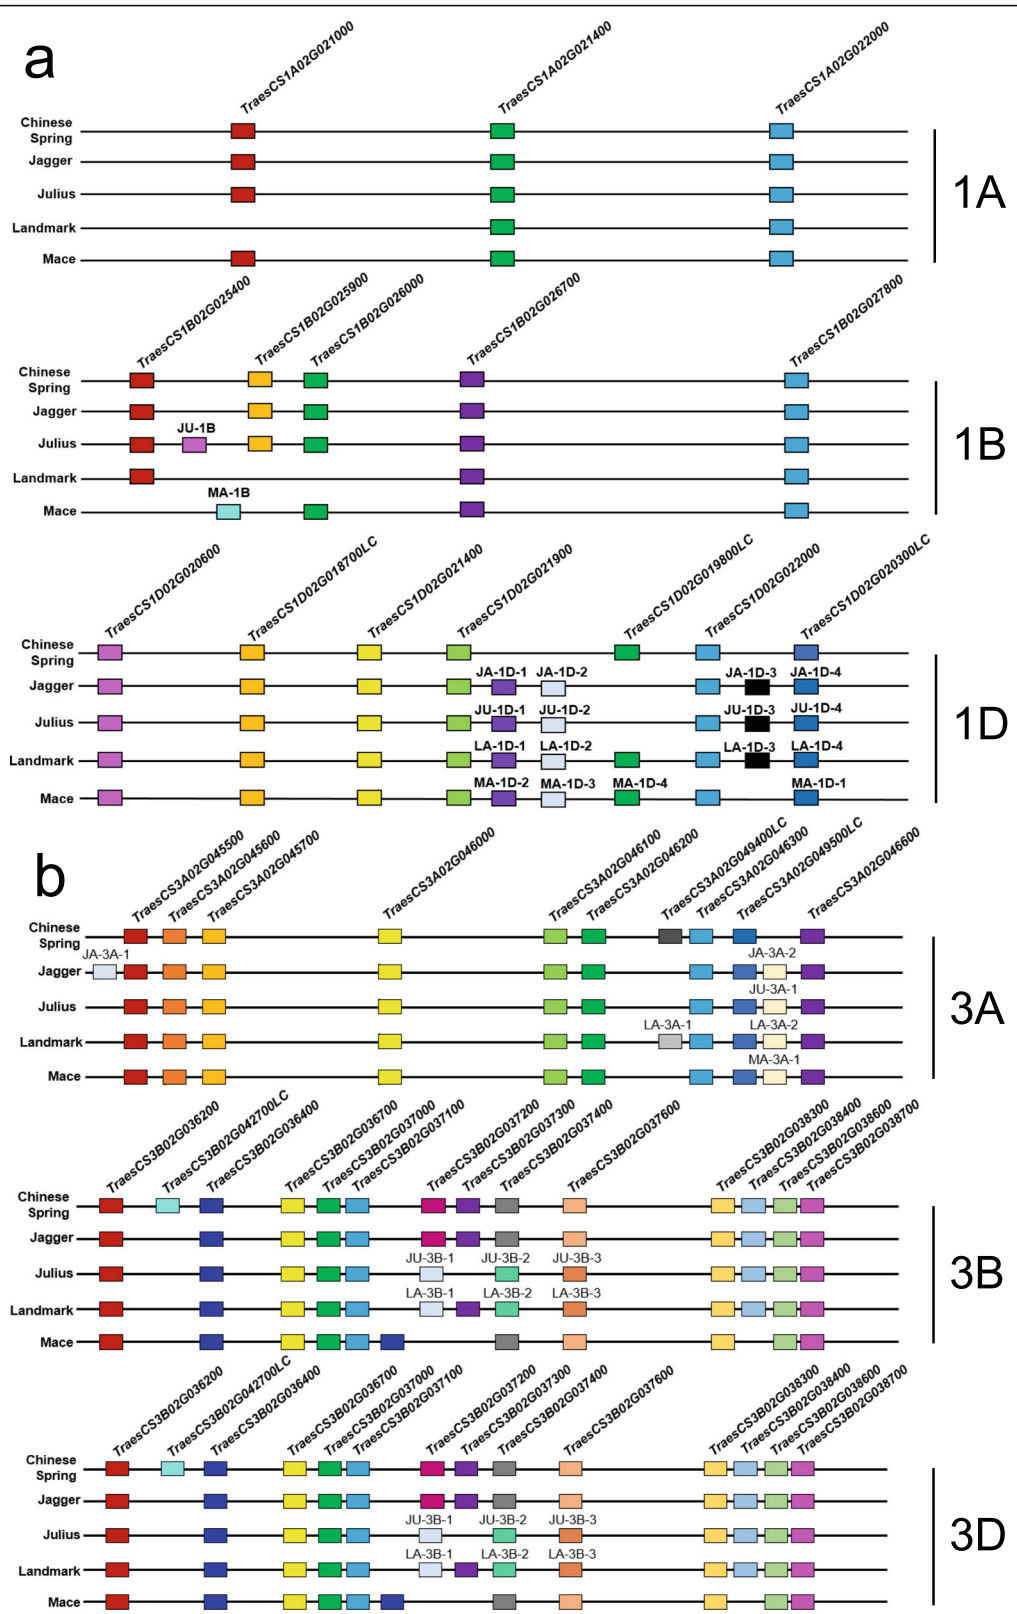 a
TraesCS1A02G021000
TraesCS1A02G021400
TraesCS1A02G022000
Chinese
Spring
Jagger
Julius
Landmark
Mace
1A
TraesCS1B02G025400
TraesCS1B02G025900
TraesCS1B02G026000
TraesCS1B02G026700
TraesCS1B02G027800
Chinese
Spring
Jagger
JU-1B
Julius
Landmark
MA-1B
Mace
1B
TraesCS1D02G020600
TraesCS1D02G018700LC
TraesCS1D02G021400
TraesCS1D02G021900
TraesCS1D02G019800LC
TraesCS1D02G022000
TraesCS1D02G020300LC
Chinese
Spring
JA-1D-1 JA-1D-2 JA-1D-3 JA-1D-4
Jagger
JU-1D-1 JU-1D-2 JU-1D-3 JU-1D-4
Julius
LA-1D-1 LA-1D-2 LA-1D-3 LA-1D-4
Landmark
MA-1D-2 MA-1D-3 MA-1D-4 MA-1D-1
Mace
1D
b
TraesCS3A02G045500
TraesCS3A02G045600
TraesCS3A02G045700
TraesCS3A02G046000
TraesCS3A02G046100
TraesCS3A02G046200
TraesCS3A02G049400LC
TraesCS3A02G046300
TraesCS3A02G049500LC
TraesCS3A02G046600
Chinese
Spring
JA-3A-1 JA-3A-2
Jagger
JU-3A-1
Julius
LA-3A-1 LA-3A-2
Landmark
MA-3A-1
Mace
3A
TraesCS3B02G036200
TraesCS3B02G042700LC
TraesCS3B02G036400
TraesCS3B02G036700
TraesCS3B02G037000
TraesCS3B02G037100
TraesCS3B02G037200
TraesCS3B02G037300
TraesCS3B02G037400
TraesCS3B02G037600
TraesCS3B02G038300
TraesCS3B02G038400
TraesCS3B02G038600
TraesCS3B02G038700
Chinese
Spring
Jagger
JU-3B-1 JU-3B-2 JU-3B-3
Julius
LA-3B-1 LA-3B-2 LA-3B-3
Landmark
Mace
3B
TraesCS3B02G036200
TraesCS3B02G042700LC
TraesCS3B02G036400
TraesCS3B02G036700
TraesCS3B02G037000
TraesCS3B02G037100
TraesCS3B02G037200
TraesCS3B02G037300
TraesCS3B02G037400
TraesCS3B02G037600
TraesCS3B02G038300
TraesCS3B02G038400
TraesCS3B02G038600
TraesCS3B02G038700
Chinese
Spring
Jagger
JU-3B-1 JU-3B-2 JU-3B-3
Julius
LA-3B-1 LA-3B-2 LA-3B-3
Landmark
Mace
3D